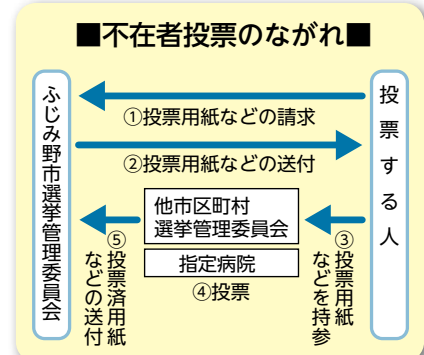 ■不在者投票のながれ■
ふじみ野市選挙管理委員会
投票する人
①投票用紙などの請求
②投票用紙などの送付
他市区町村
選挙管理委員会
指定病院
④投票
③投票用紙
などを持参
⑤投票済用紙
などの送付